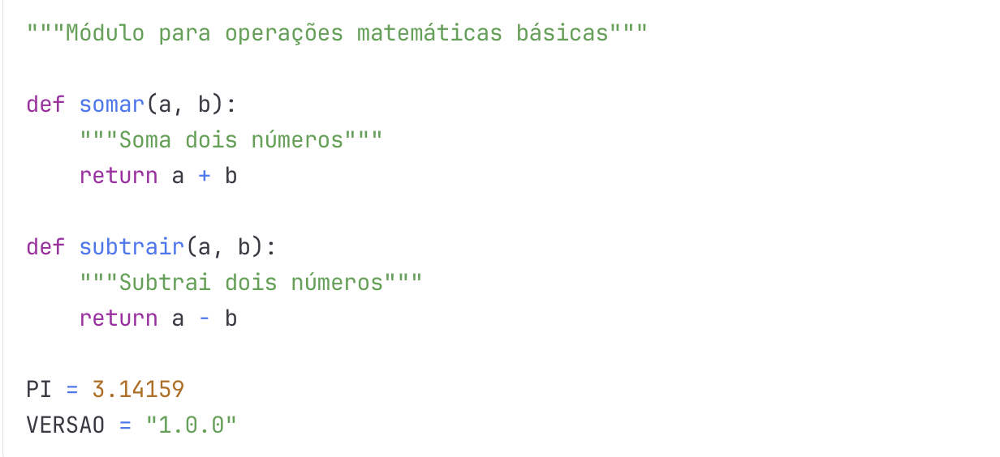 """Módulo para operações matemáticas básicas"""
def somar(a, b):
    """Soma dois números"""
    return a + b
def subtrair(a, b):
    """Subtrai dois números"""
    return a - b
PI = 3.14159
VERSAO = "1.0.0"